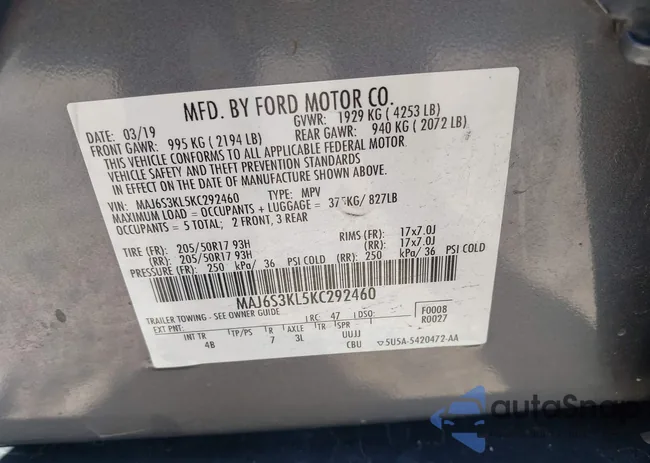 MFD. BY FORD MOTOR CO.
DATE: 03/19 GVWR: 1929 KG ( 4253 LB)
FRONT GAWR: 995 KG ( 2194 LB) REAR GAWR: 940 KG ( 2072 LB)
THIS VEHICLE CONFORMS TO ALL APPLICABLE FEDERAL MOTOR
VEHICLE SAFETY AND THEFT PREVENTION STANDARDS
IN EFFECT ON THE DATE OF MANUFACTURE SHOWN ABOVE.
VIN: MAJ6S3KL5KC292460 TYPE: MPV
MAXIMUM LOAD = OCCUPANTS + LUGGAGE = 375KG/ 827LB
OCCUPANTS = 5 TOTAL; 2 FRONT, 3 REAR
TIRE (FR): 205/50R17 93H RIMS (FR): 17x7.0J
(RR): 205/50R17 93H (RR): 17x7.0J
PRESSURE (FR): 250 kPa/ 36 PSI COLD (RR): 250 kPa/ 36 PSI COLD
MAJ6S3KL5KC292460
TRAILER TOWING - SEE OWNER GUIDE RC: 47 DSO: F0008
EXT PNT: R0027
INT TR TP/PS R AXLE TR SPR UUJJ
4B 7 3L CBU ▽5U5A-5420472-AA
autoSnap